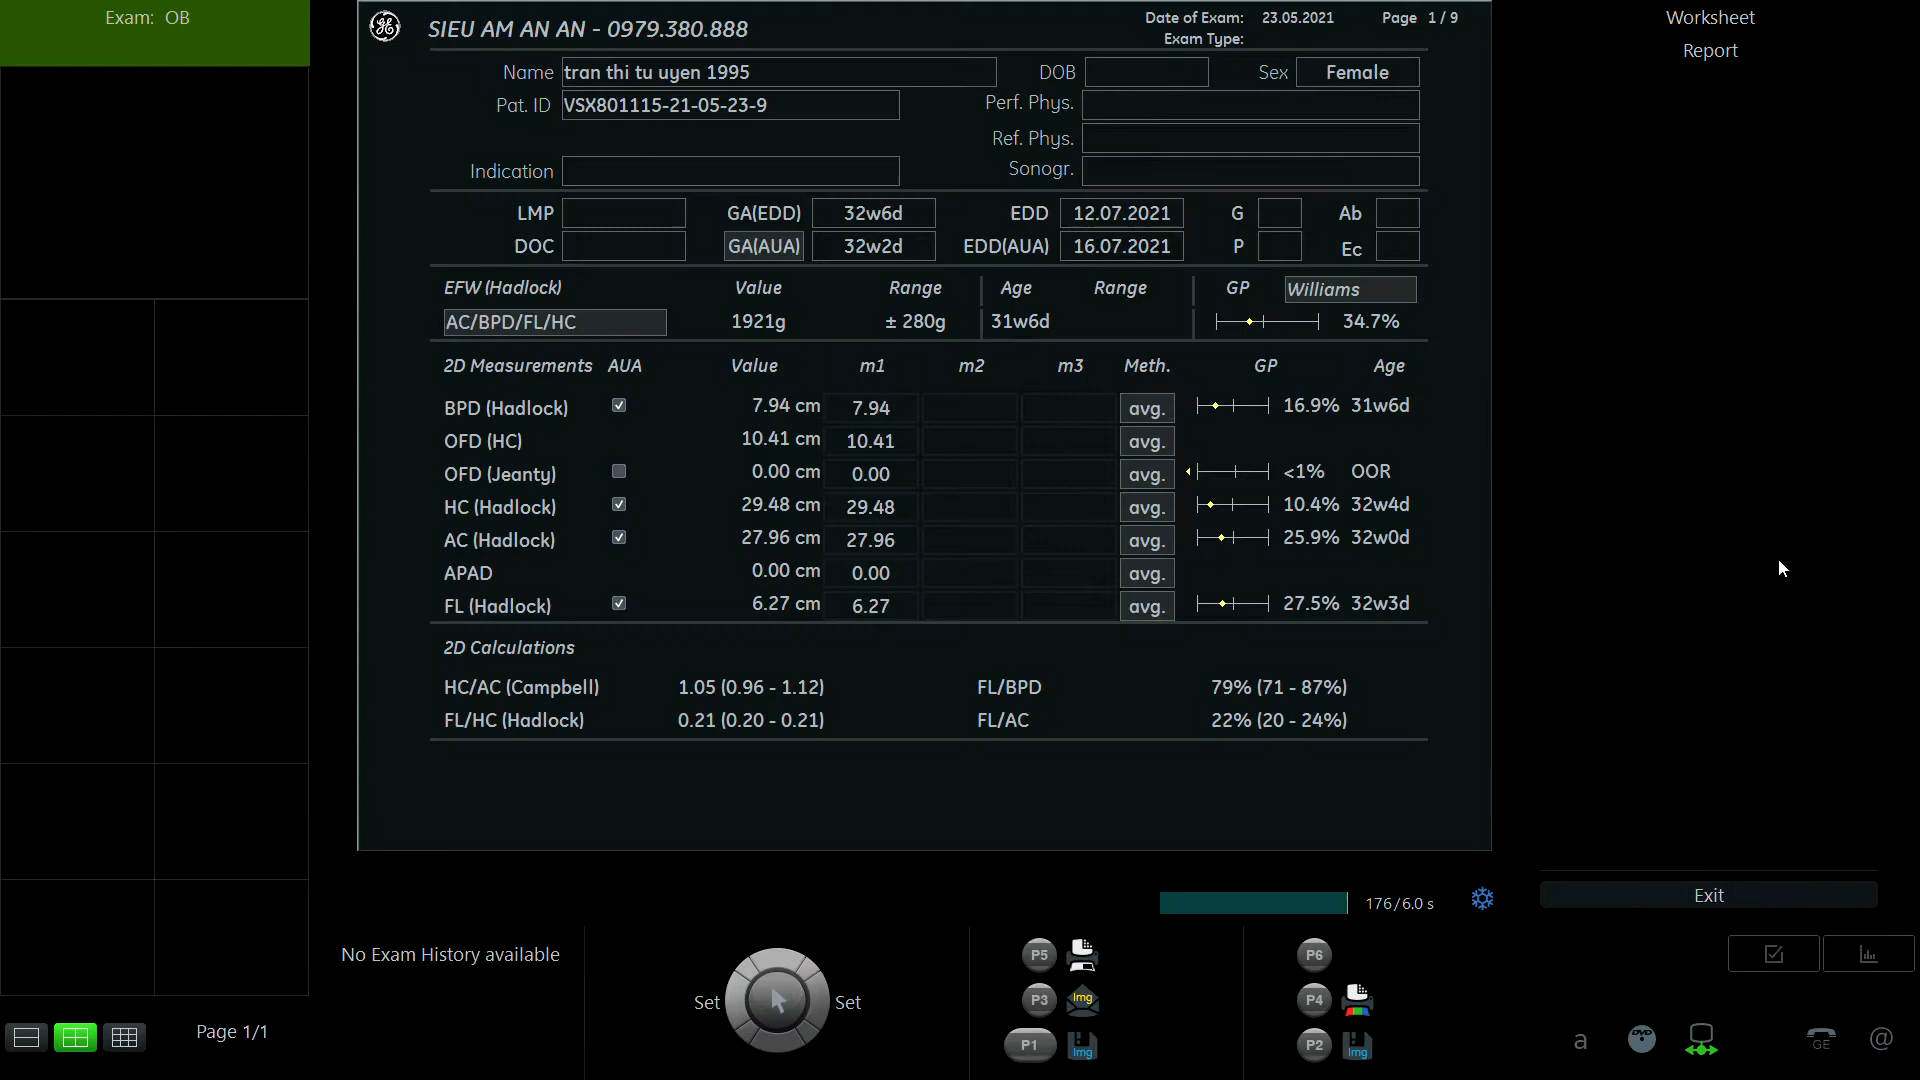 Exam: OB
SIEU AM AN AN - 0979.380.888
Date of Exam: 23.05.2021 Page 1 / 9
Exam Type:
Worksheet
Report
Name tran thi tu uyen 1995 DOB Sex Female
Pat. ID VSX801115-21-05-23-9 Perf. Phys.
Ref. Phys.
Indication Sonogr.
LMP GA(EDD) 32w6d EDD 12.07.2021 G Ab
DOC GA(AUA) 32w2d EDD(AUA) 16.07.2021 P Ec
EFW (Hadlock) Value Range Age Range GP Williams
AC/BPD/FL/HC 1921g ± 280g 31w6d 34.7%
2D Measurements AUA Value m1 m2 m3 Meth. GP Age
BPD (Hadlock) 7.94 cm 7.94 avg. 16.9% 31w6d
OFD (HC) 10.41 cm 10.41 avg.
OFD (Jeanty) 0.00 cm 0.00 avg. <1% OOR
HC (Hadlock) 29.48 cm 29.48 avg. 10.4% 32w4d
AC (Hadlock) 27.96 cm 27.96 avg. 25.9% 32w0d
APAD 0.00 cm 0.00 avg.
FL (Hadlock) 6.27 cm 6.27 avg. 27.5% 32w3d
2D Calculations
HC/AC (Campbell) 1.05 (0.96 - 1.12) FL/BPD 79% (71 - 87%)
FL/HC (Hadlock) 0.21 (0.20 - 0.21) FL/AC 22% (20 - 24%)
176/6.0 s
Exit
No Exam History available
Set Set
P5 P6
P3 Img P4
P1 Img P2 Img
Page 1/1
a DVD GE @